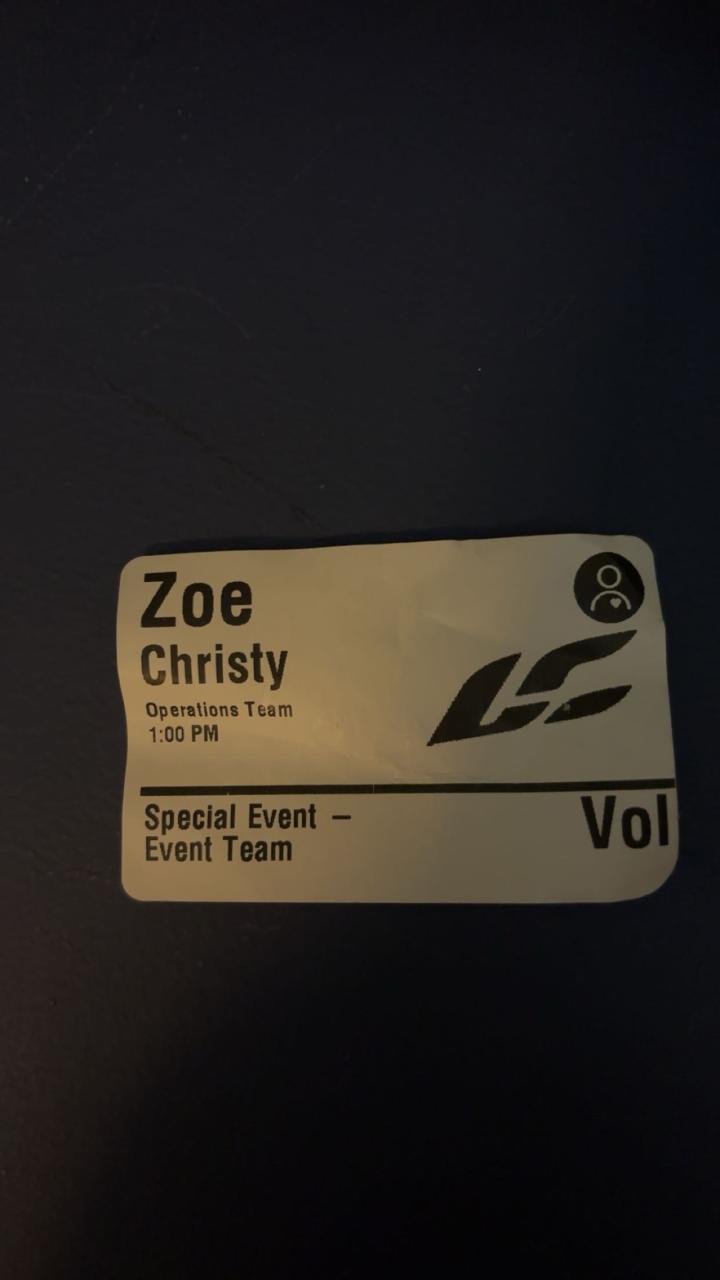 Zoe
Christy
Operations Team
1:00 PM
Special Event –
Event Team
Vol